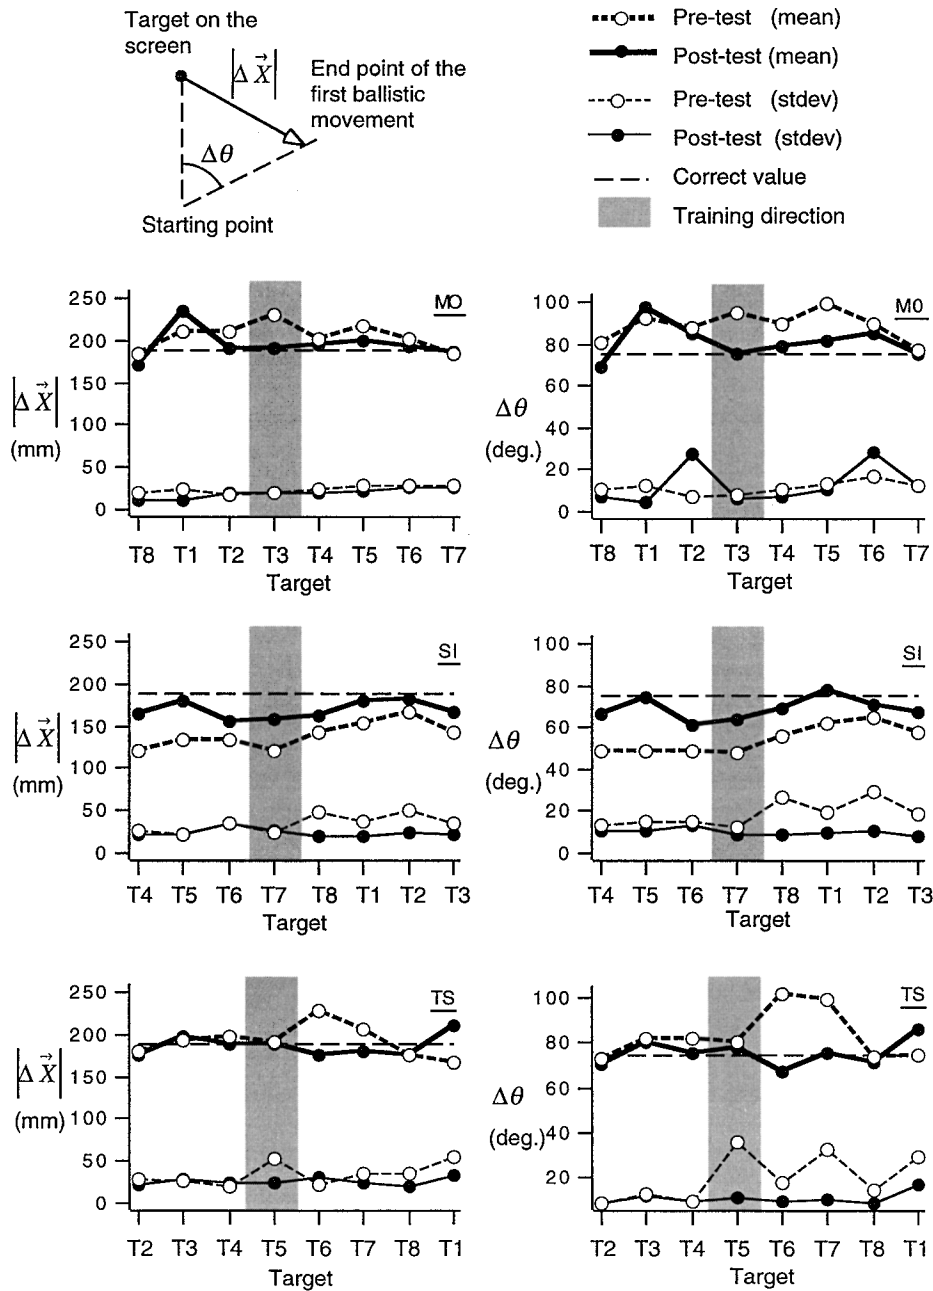 Target on the
screen
|Δ X⃗|
End point of the
first ballistic
movement
Δθ
Starting point
Pre-test (mean)
Post-test (mean)
Pre-test (stdev)
Post-test (stdev)
Correct value
Training direction
MO
250
200
150
100
50
0
|Δ X⃗|
(mm)
T8 T1 T2 T3 T4 T5 T6 T7
Target
M0
100
80
60
40
20
0
Δθ
(deg.)
T8 T1 T2 T3 T4 T5 T6 T7
Target
SI
250
200
150
100
50
0
|Δ X⃗|
(mm)
T4 T5 T6 T7 T8 T1 T2 T3
Target
SI
100
80
60
40
20
0
Δθ
(deg.)
T4 T5 T6 T7 T8 T1 T2 T3
Target
TS
250
200
150
100
50
0
|Δ X⃗|
(mm)
T2 T3 T4 T5 T6 T7 T8 T1
Target
TS
100
80
60
40
20
Δθ
(deg.)
T2 T3 T4 T5 T6 T7 T8 T1
Target